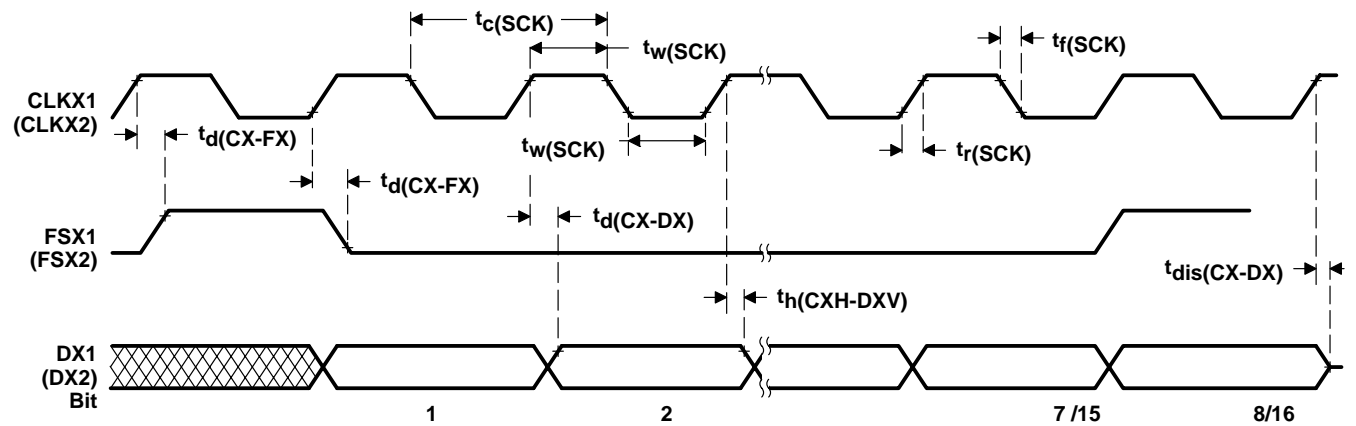 tc(SCK)
tw(SCK)
tf(SCK)
CLKX1
(CLKX2)
td(CX-FX)
tw(SCK)
tr(SCK)
td(CX-FX)
td(CX-DX)
FSX1
(FSX2)
tdis(CX-DX)
th(CXH-DXV)
DX1
(DX2)
Bit
1 2 7 /15 8/16